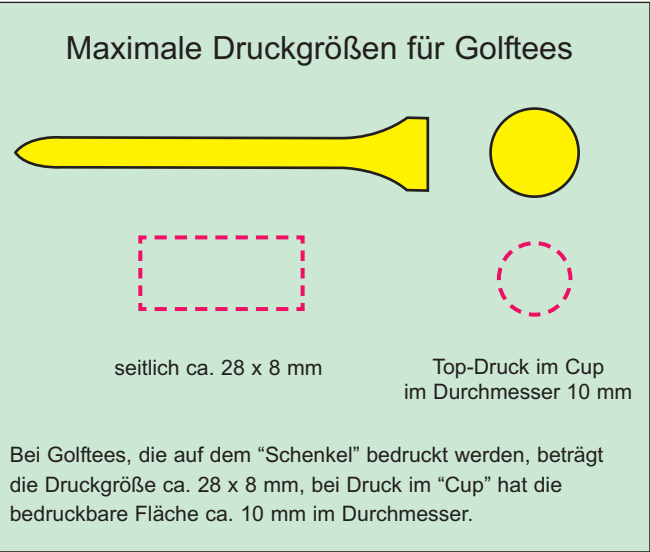 Maximale Druckgrößen für Golftees
seitlich ca. 28 x 8 mm
Top-Druck im Cup
im Durchmesser 10 mm
Bei Golftees, die auf dem “Schenkel” bedruckt werden, beträgt
die Druckgröße ca. 28 x 8 mm, bei Druck im “Cup” hat die
bedruckbare Fläche ca. 10 mm im Durchmesser.